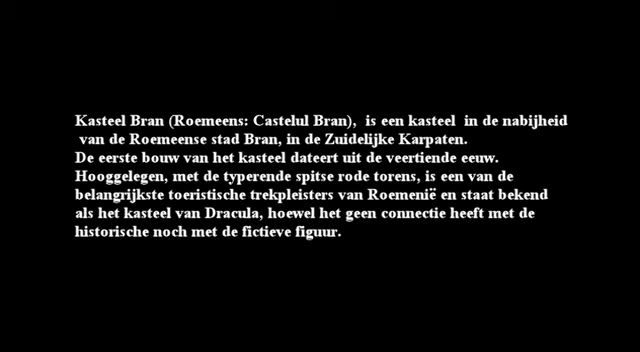 Kasteel Bran (Roemeens: Castelul Bran), is een kasteel in de nabijheid
van de Roemeense stad Bran, in de Zuidelijke Karpaten.
De eerste bouw van het kasteel dateert uit de veertiende eeuw.
Hooggelegen, met de typerende spitse rode torens, is een van de
belangrijkste toeristische trekpleisters van Roemenië en staat bekend
als het kasteel van Dracula, hoewel het geen connectie heeft met de
historische noch met de fictieve figuur.